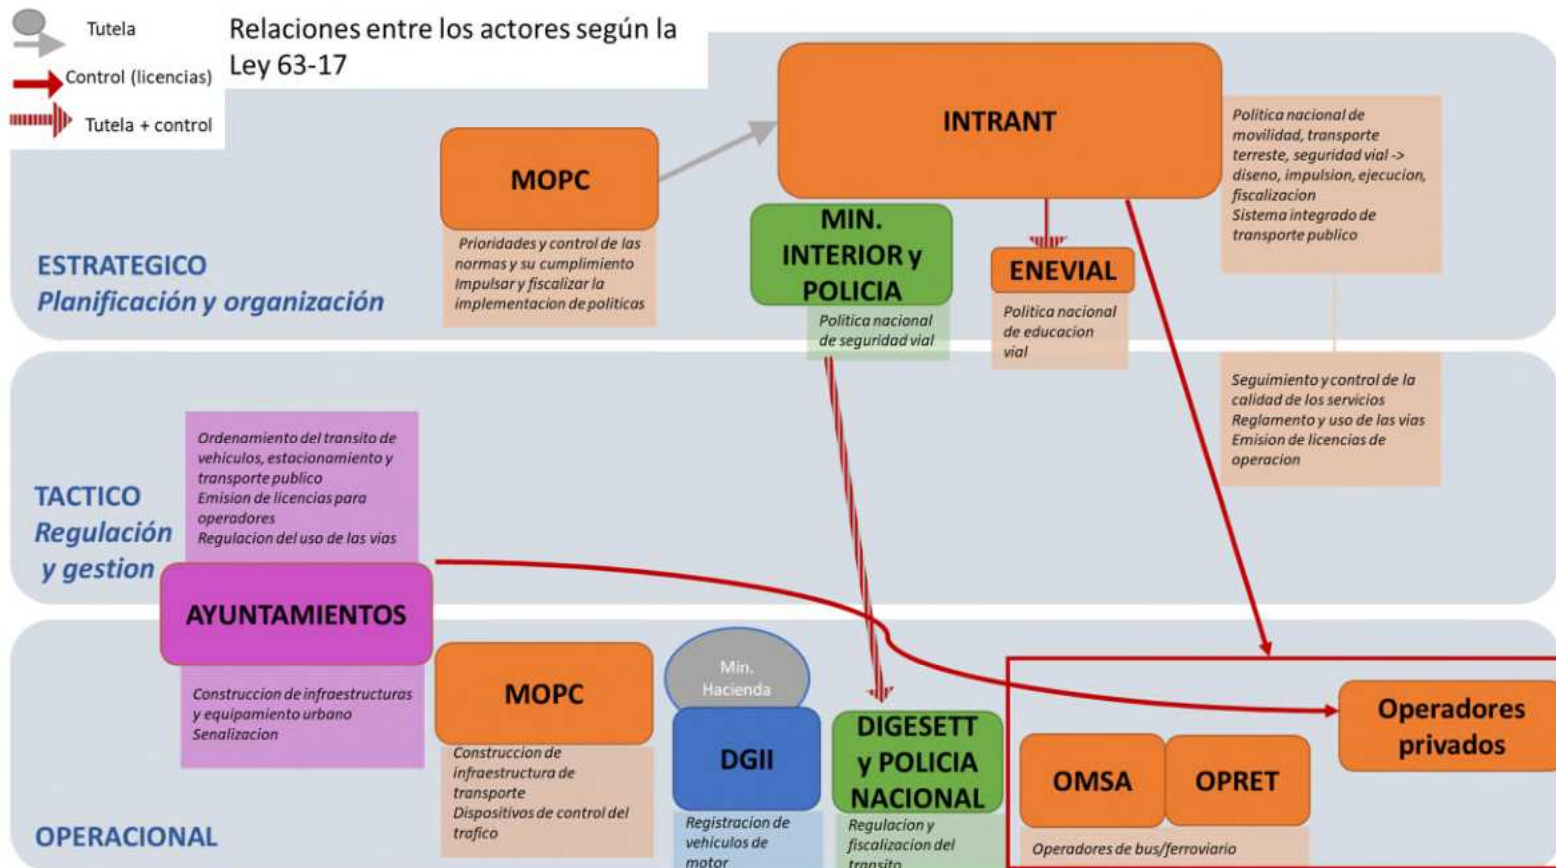 Tutela
Control (licencias)
Tutela + control
Relaciones entre los actores según la
Ley 63-17
INTRANT
MOPC
Prioridades y control de las
normas y su cumplimiento
Impulsar y fiscalizar la
implementacion de politicas
MIN.
INTERIOR y
POLICIA
Politica nacional
de seguridad vial
ENEVIAL
Politica nacional
de educacion
vial
Politica nacional de
movilidad, transporte
terreste, seguridad vial ->
diseno, impulsion, ejecucion,
fiscalizacion
Sistema integrado de
transporte publico
ESTRATEGICO
Planificación y organización
Seguimiento y control de la
calidad de los servicios
Reglamento y uso de las vias
Emision de licencias de
operacion
Ordenamiento del transito de
vehiculos, estacionamiento y
transporte publico
Emision de licencias para
operadores
Regulacion del uso de las vias
TACTICO
Regulación
y gestion
AYUNTAMIENTOS
Construccion de infraestructuras
y equipamiento urbano
Senalizacion
MOPC
Construccion de
infraestructura de
transporte
Dispositivos de control del
trafico
Min.
Hacienda
DGII
Registracion de
vehiculos de
motor
DIGESETT
y POLICIA
NACIONAL
Regulacion y
fiscalizacion del
transito
OMSA
OPRET
Operadores de bus/ferroviario
Operadores
privados
OPERACIONAL